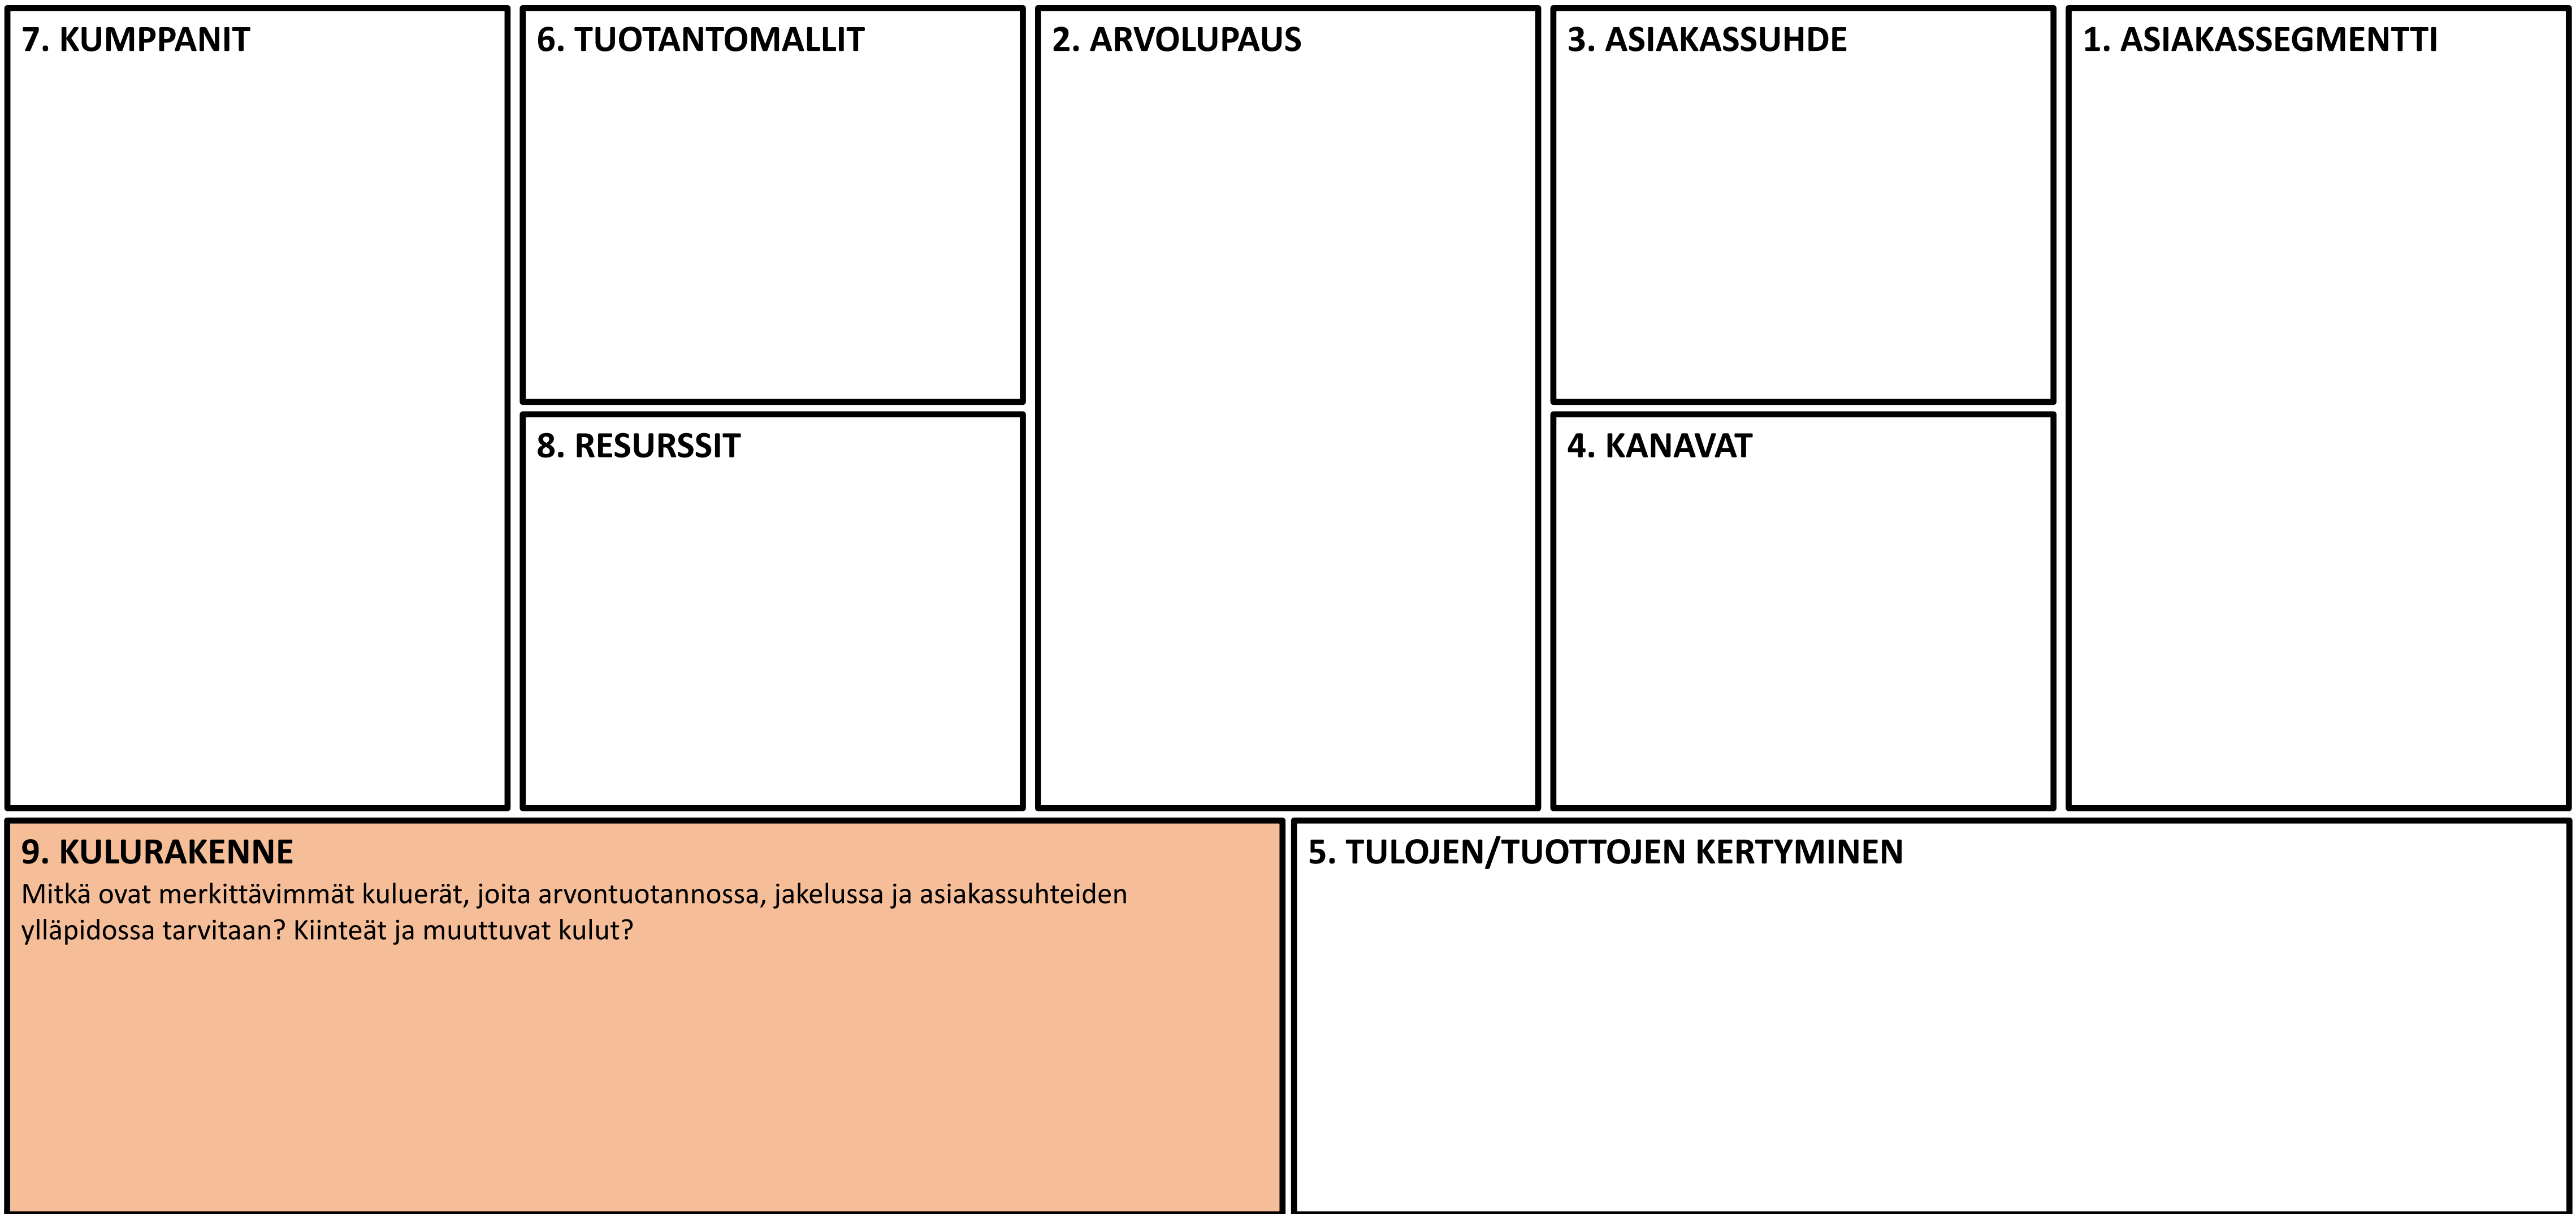 7. KUMPPANIT
6. TUOTANTOMALLIT
2. ARVOLUPAUS
3. ASIAKASSUHDE
1. ASIAKASSEGMENTTI
8. RESURSSIT
4. KANAVAT
9. KULURAKENNE
Mitkä ovat merkittävimmät kuluerät, joita arvontuotannossa, jakelussa ja asiakassuhteiden
ylläpidossa tarvitaan? Kiinteät ja muuttuvat kulut?
5. TULOJEN/TUOTTOJEN KERTYMINEN